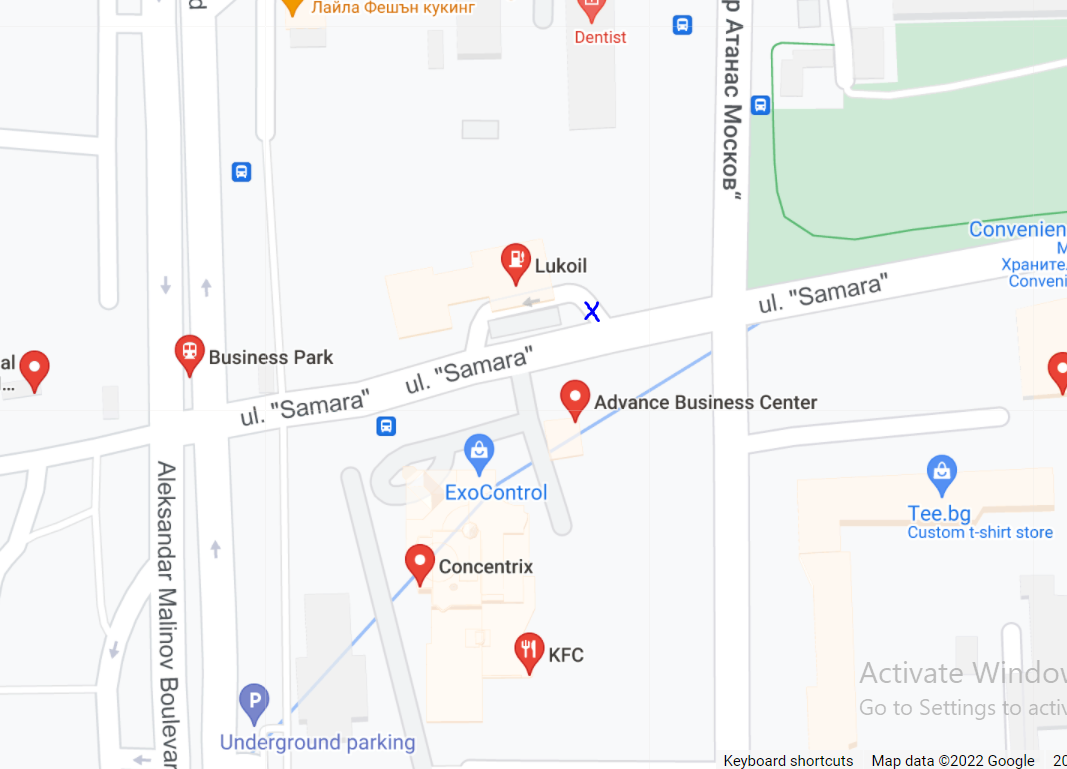 d
Лайла Фешън кукинг
Dentist
р Атанас Москов“
Convenien
М
Хранител
Conveni
ul. "Samara"
Lukoil
X
Business Park
al
...
ul. "Samara"
ul. "Samara"
Advance Business Center
ExoControl
Tee.bg
Custom t-shirt store
Aleksandar Malinov Boulevar
Concentrix
KFC
P
Underground parking
Activate Window
Go to Settings to activ
Keyboard shortcuts
Map data ©2022 Google
20